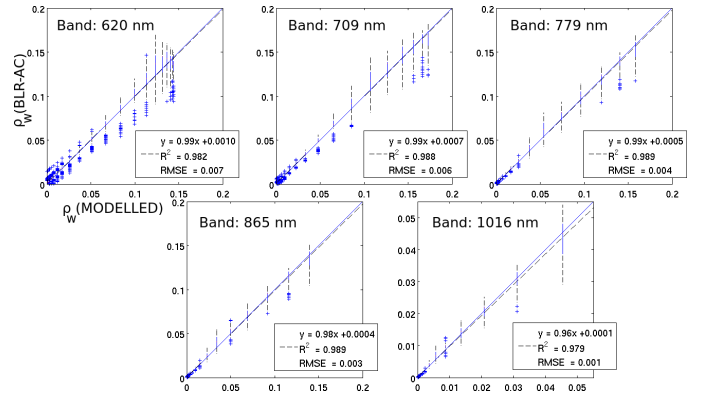 Band: 620 nm
0.2
0.15
0.1
0.05
0
0 0.05 0.1 0.15 0.2
ρw(BLR-AC)
ρw(MODELLED)
y = 0.99x +0.0010
R² = 0.982
RMSE = 0.007
Band: 709 nm
0.2
0.15
0.1
0.05
0
0 0.05 0.1 0.15 0.2
y = 0.99x +0.0007
R² = 0.988
RMSE = 0.006
Band: 779 nm
0.2
0.15
0.1
0.05
0
0 0.05 0.1 0.15 0.2
y = 0.99x +0.0005
R² = 0.989
RMSE = 0.004
Band: 865 nm
0.2
0.15
0.1
0.05
0
0 0.05 0.1 0.15 0.2
y = 0.98x +0.0004
R² = 0.989
RMSE = 0.003
Band: 1016 nm
0.05
0.04
0.03
0.02
0.01
0
0 0.01 0.02 0.03 0.04 0.05
y = 0.96x +0.0001
R² = 0.979
RMSE = 0.001